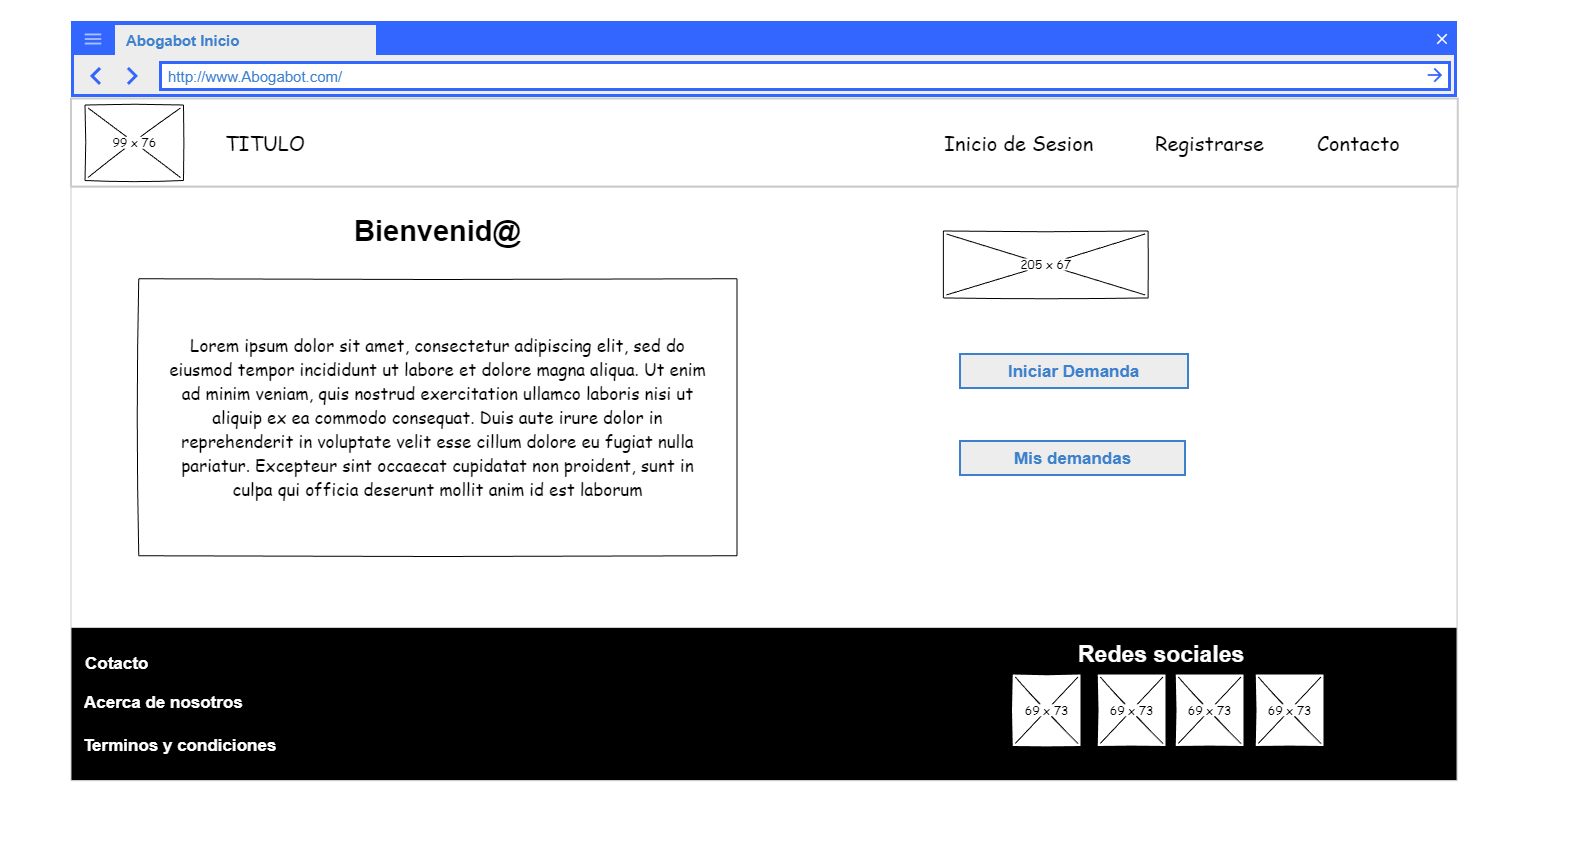 Abogabot Inicio
http://www.Abogabot.com/
99 x 76
TITULO
Inicio de Sesion
Registrarse
Contacto
Bienvenid@
Lorem ipsum dolor sit amet, consectetur adipiscing elit, sed do
eiusmod tempor incididunt ut labore et dolore magna aliqua. Ut enim
ad minim veniam, quis nostrud exercitation ullamco laboris nisi ut
aliquip ex ea commodo consequat. Duis aute irure dolor in
reprehenderit in voluptate velit esse cillum dolore eu fugiat nulla
pariatur. Excepteur sint occaecat cupidatat non proident, sunt in
culpa qui officia deserunt mollit anim id est laborum
205 x 67
Iniciar Demanda
Mis demandas
Cotacto
Acerca de nosotros
Terminos y condiciones
Redes sociales
69 x 73
69 x 73
69 x 73
69 x 73